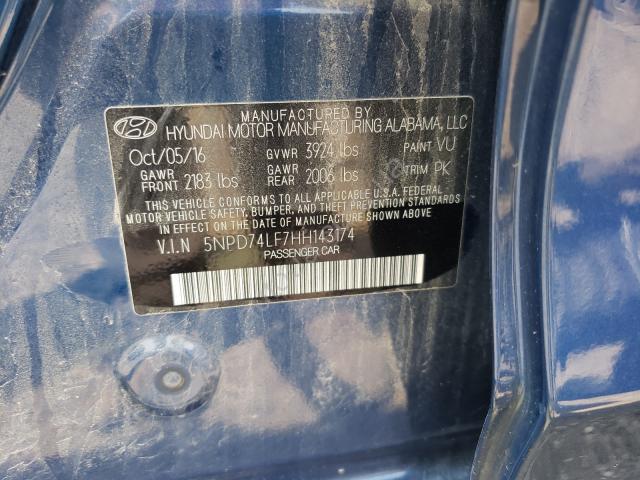 MANUFACTURED BY
HYUNDAI MOTOR MANUFACTURING ALABAMA, LLC
Oct/05/16 GVWR 3924 lbs PAINT VU
GAWR FRONT 2183 lbs GAWR REAR 2006 lbs TRIM PK
THIS VEHICLE CONFORMS TO ALL APPLICABLE U.S.A. FEDERAL
MOTOR VEHICLE SAFETY, BUMPER, AND THEFT PREVENTION STANDARDS
IN EFFECT ON THE DATE OF MANUFACTURE SHOWN ABOVE
V.I.N 5NPD74LF7HH143174
PASSENGER CAR